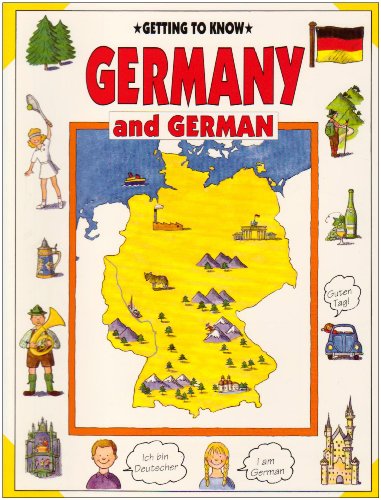 ★GETTING TO KNOW★
GERMANY
and GERMAN
Guten
Tag!
Ich bin
Deutscher
I am
German